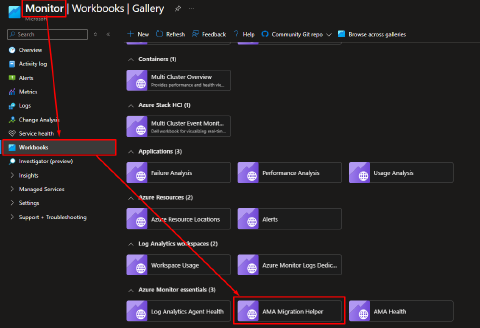 Monitor | Workbooks | Gallery
Microsoft
Search
New Refresh Feedback Help Community Git repo Browse across galleries
Overview
Activity log
Alerts
Metrics
Logs
Change Analysis
Service health
Workbooks
Investigator (preview)
Insights
Managed Services
Settings
Support + Troubleshooting
Containers (1)
Multi Cluster Overview
Provides performance and health via...
Azure Stack HCI (1)
Multi Cluster Event Monit...
Dell workbook for visualizing real-tim...
Applications (3)
Failure Analysis
Performance Analysis
Usage Analysis
Azure Resources (2)
Azure Resource Locations
Alerts
Log Analytics workspaces (2)
Workspace Usage
Azure Monitor Logs Dedic...
Azure Monitor essentials (3)
Log Analytics Agent Health
AMA Migration Helper
AMA Health